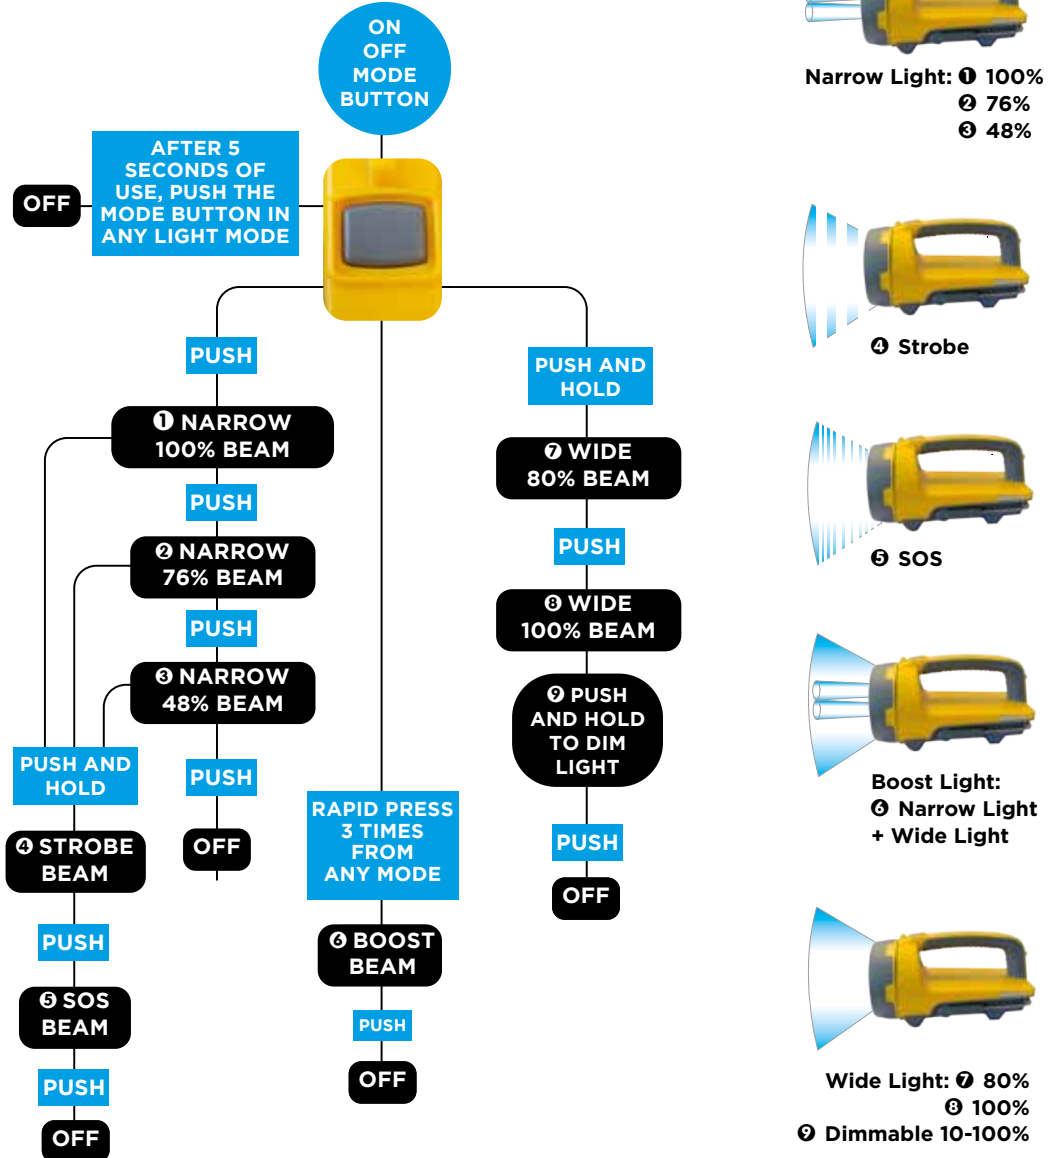 ON
OFF
MODE
BUTTON
AFTER 5
SECONDS OF
USE, PUSH THE
MODE BUTTON IN
ANY LIGHT MODE
OFF
PUSH
❶ NARROW
100% BEAM
PUSH
❷ NARROW
76% BEAM
PUSH
❸ NARROW
48% BEAM
PUSH
OFF
PUSH AND
HOLD
❹ STROBE
BEAM
PUSH
❺ SOS
BEAM
PUSH
OFF
RAPID PRESS
3 TIMES
FROM
ANY MODE
❻ BOOST
BEAM
PUSH
OFF
PUSH AND
HOLD
❼ WIDE
80% BEAM
PUSH
❽ WIDE
100% BEAM
❾ PUSH
AND HOLD
TO DIM
LIGHT
PUSH
OFF
Narrow Light: ❶ 100%
❷ 76%
❸ 48%
❹ Strobe
❺ SOS
Boost Light:
❻ Narrow Light
+ Wide Light
Wide Light: ❼ 80%
❽ 100%
❾ Dimmable 10-100%